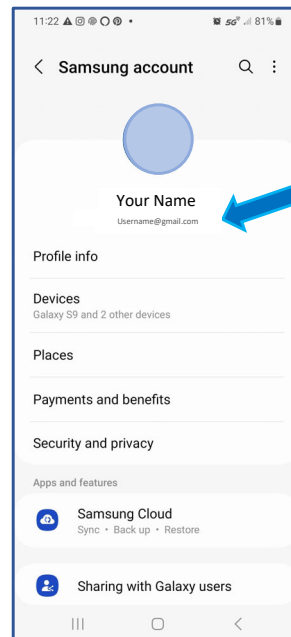 11:22
5G 81%
Samsung account
Your Name
Username@gmail.com
Profile info
Devices
Galaxy S9 and 2 other devices
Places
Payments and benefits
Security and privacy
Apps and features
Samsung Cloud
Sync • Back up • Restore
Sharing with Galaxy users